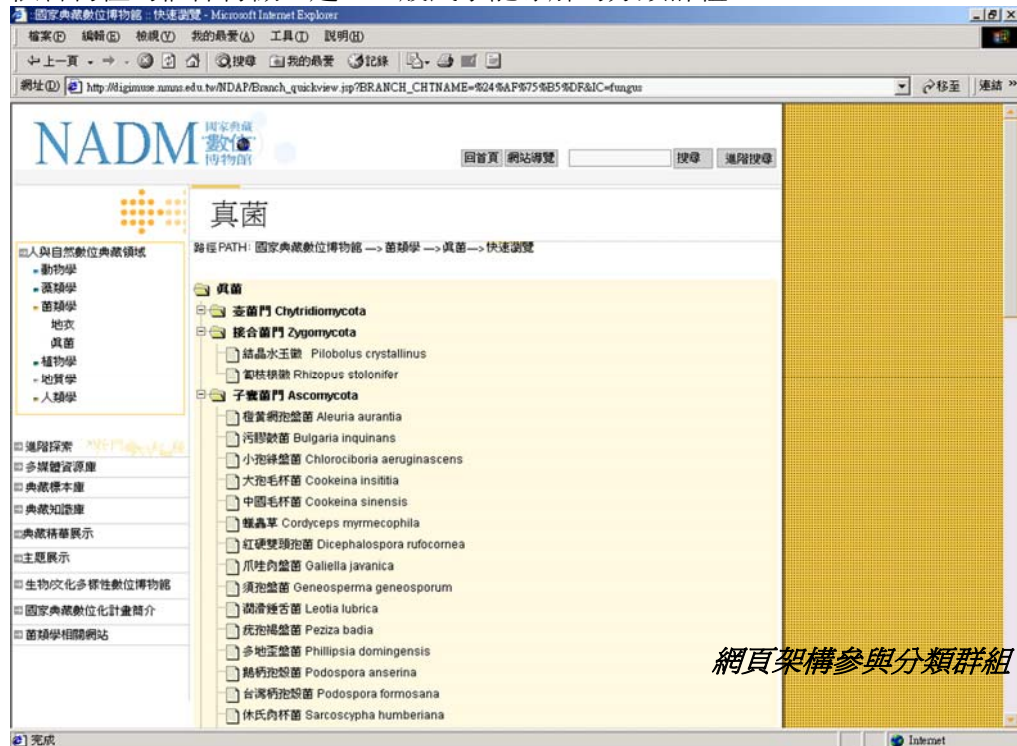 :國家典藏數位博物館 :: 快速瀏覽 - Microsoft Internet Explorer
檔案(F) 編輯(E) 檢視(V) 我的最愛(A) 工具(T) 說明(H)
上一頁 搜尋 我的最愛 記錄
網址(D) http://digimuse.nmns.edu.tw/NDAP/Branch_quickview.jsp?BRANCH_CHTNAME=%24%AF%75%B5%DF&IC=fungus 移至 連結 »
NADM 國家典藏 數位 博物館
回首頁 網站導覽 搜尋 進階搜尋
真菌
路徑PATH: 國家典藏數位博物館 —> 菌類學 —>真菌—>快速瀏覽
人與自然數位典藏領域
動物學
藻類學
菌類學
地衣
真菌
植物學
地質學
人類學
進階探索
多媒體資源庫
典藏標本庫
典藏知識庫
典藏精華展示
主題展示
生物/文化多樣性數位博物館
國家典藏數位化計畫簡介
菌類學相關網站
真菌
壺菌門 Chytridiomycota
接合菌門 Zygomycota
結晶水玉黴 Pilobolus crystallinus
匐枝根黴 Rhizopus stolonifer
子囊菌門 Ascomycota
橙黃網孢盤菌 Aleuria aurantia
污膠鼓菌 Bulgaria inquinans
小孢綠盤菌 Chlorociboria aeruginascens
大孢毛杯菌 Cookeina insititia
中國毛杯菌 Cookeina sinensis
蟻蟲草 Cordyceps myrmecophila
紅硬雙頭孢菌 Dicephalospora rufocornea
爪哇肉盤菌 Galiella javanica
須孢盤菌 Geneosperma geneosporum
潤滑錘舌菌 Leotia lubrica
疣孢褐盤菌 Peziza badia
多地歪盤菌 Phillipsia domingensis
鵝柄孢殼菌 Podospora anserina
台灣柄孢殼菌 Podospora formosana
休氏肉杯菌 Sarcoscypha humberiana
網頁架構參與分類群組
完成 Internet